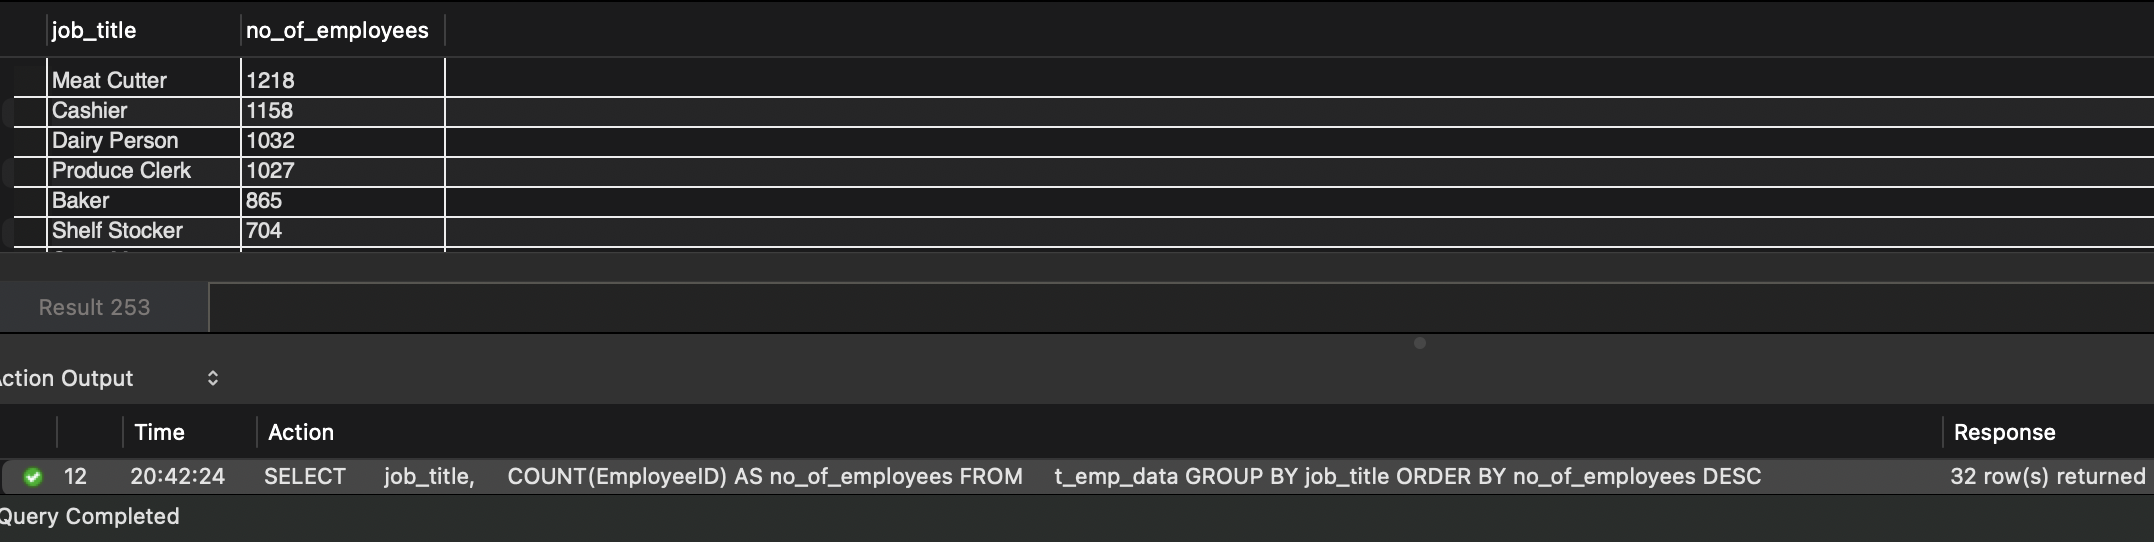 job_title no_of_employees
Meat Cutter 1218
Cashier 1158
Dairy Person 1032
Produce Clerk 1027
Baker 865
Shelf Stocker 704
Result 253
Action Output
Time Action Response
12 20:42:24 SELECT job_title, COUNT(EmployeeID) AS no_of_employees FROM t_emp_data GROUP BY job_title ORDER BY no_of_employees DESC 32 row(s) returned
Query Completed